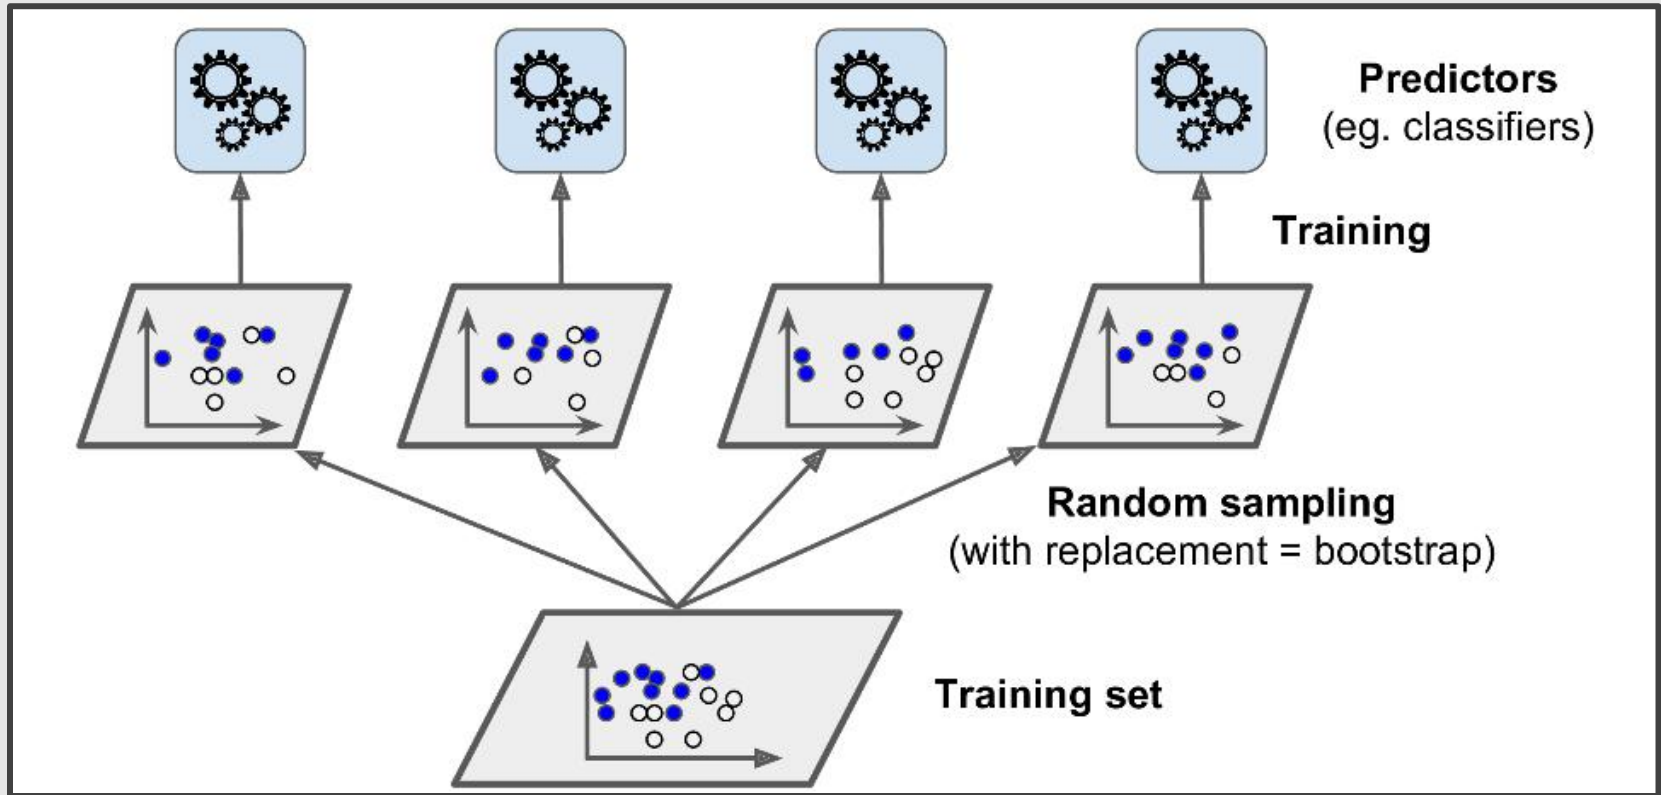 Predictors
(eg. classifiers)
Training
Random sampling
(with replacement = bootstrap)
Training set